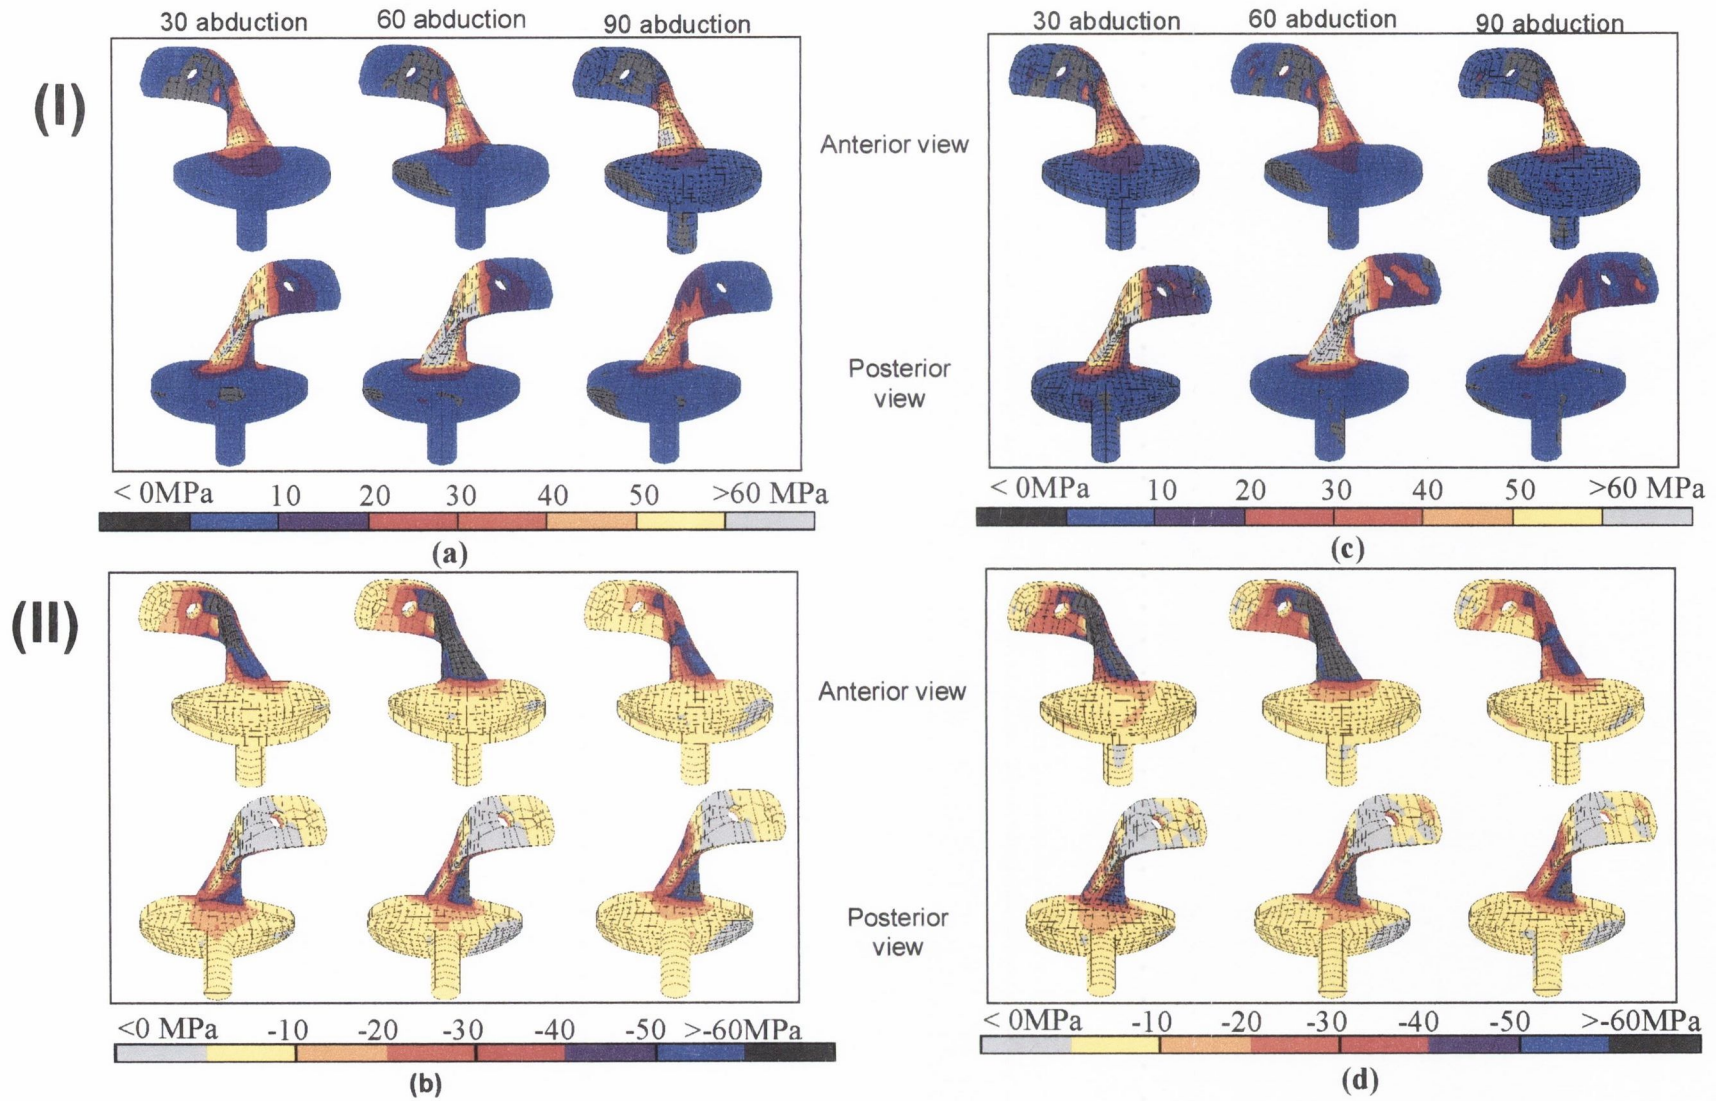 30 abduction 60 abduction 90 abduction
30 abduction 60 abduction 90 abduction
(I)
Anterior view
Posterior
view
< 0MPa 10 20 30 40 50 >60 MPa
(a)
< 0MPa 10 20 30 40 50 >60 MPa
(c)
(II)
Anterior view
Posterior
view
<0 MPa -10 -20 -30 -40 -50 >-60MPa
(b)
< 0MPa -10 -20 -30 -40 -50 >-60MPa
(d)